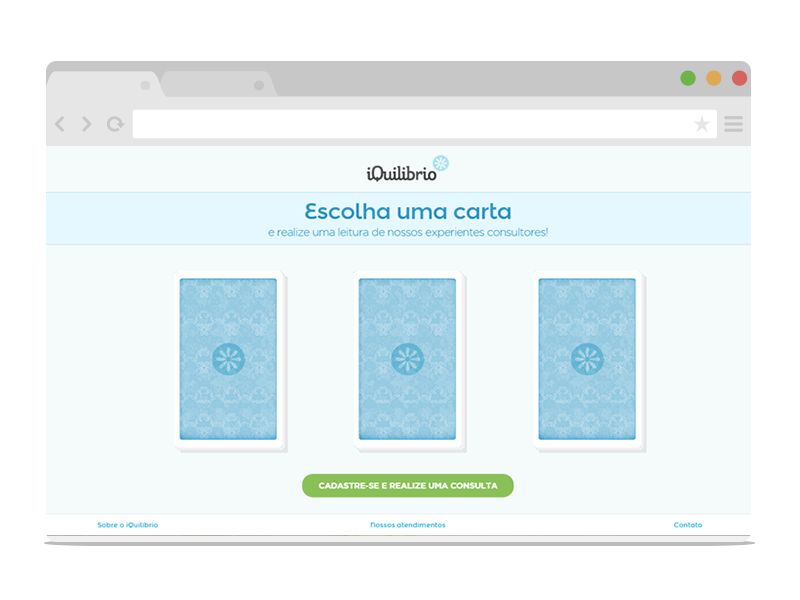 iQuilibrio
Escolha uma carta
e realize uma leitura de nossos experientes consultores!
CADASTRE-SE E REALIZE UMA CONSULTA
Sobre o iQuilibrio
Nossos atendimentos
Contato